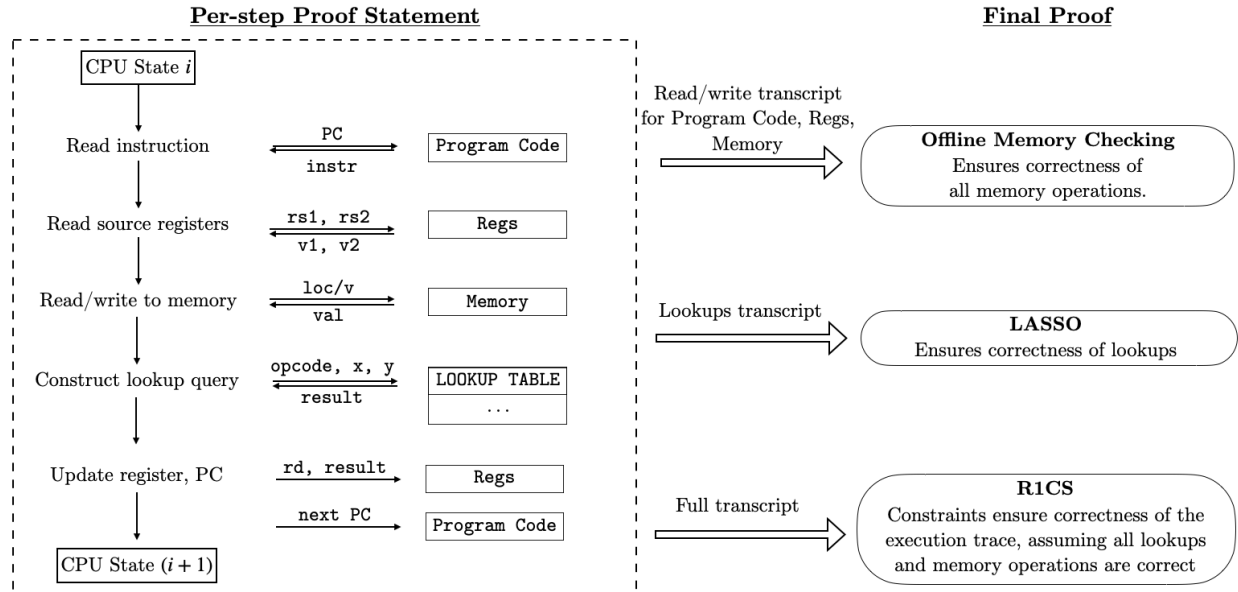 Per-step Proof Statement
Final Proof
CPU State i
Read instruction
PC
instr
Program Code
Read source registers
rs1, rs2
v1, v2
Regs
Read/write to memory
loc/v
val
Memory
Construct lookup query
opcode, x, y
result
LOOKUP TABLE
...
Update register, PC
rd, result
Regs
next PC
Program Code
CPU State (i + 1)
Read/write transcript
for Program Code, Regs,
Memory
Offline Memory Checking
Ensures correctness of
all memory operations.
Lookups transcript
LASSO
Ensures correctness of lookups
Full transcript
R1CS
Constraints ensure correctness of the
execution trace, assuming all lookups
and memory operations are correct